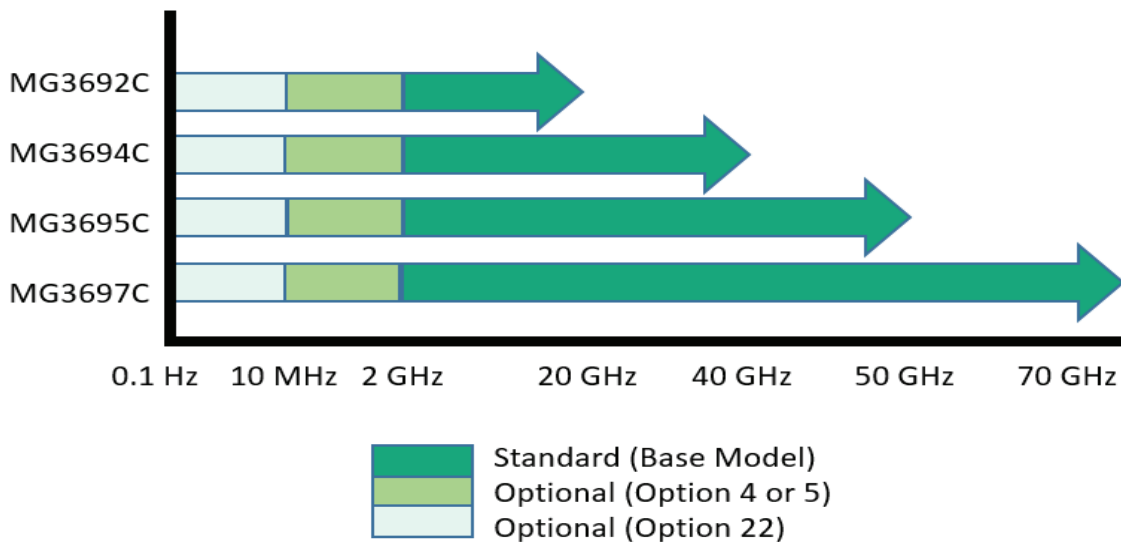 MG3692C
MG3694C
MG3695C
MG3697C
0.1 Hz 10 MHz 2 GHz 20 GHz 40 GHz 50 GHz 70 GHz
Standard (Base Model)
Optional (Option 4 or 5)
Optional (Option 22)